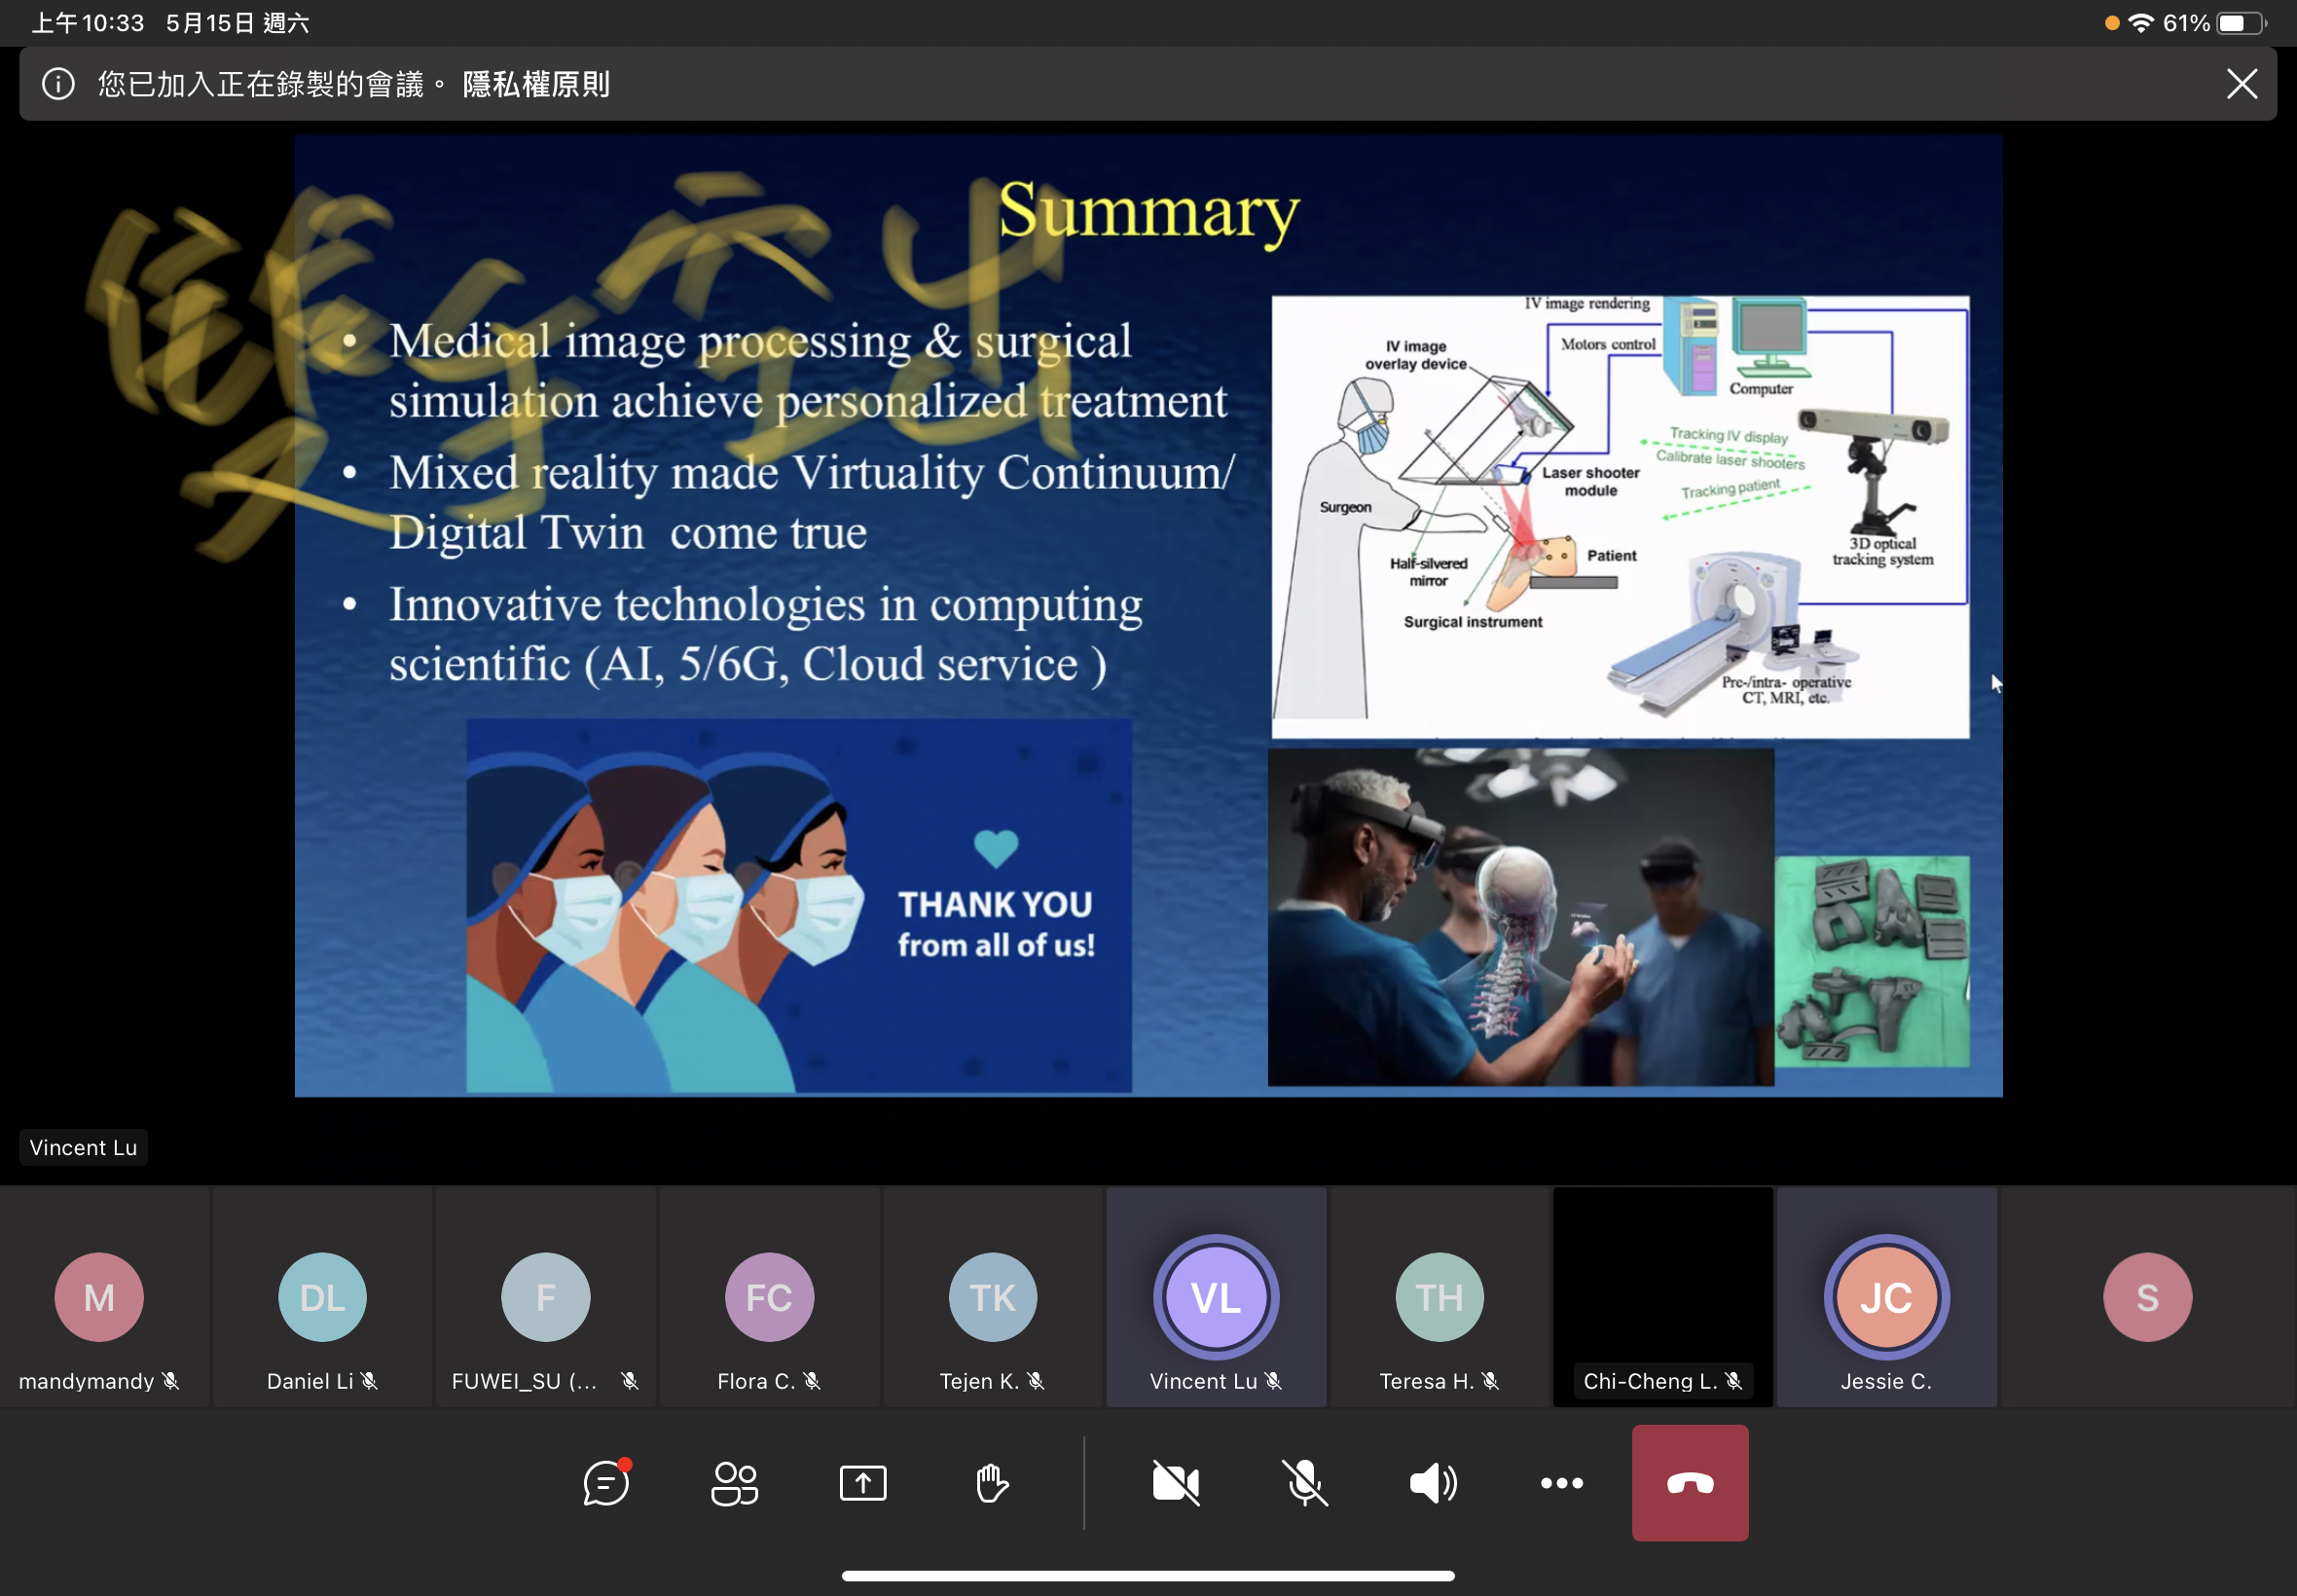 上午10:33 5月15日 週六
61%
您已加入正在錄製的會議。 隱私權原則
Summary
• Medical image processing & surgical
simulation achieve personalized treatment
• Mixed reality made Virtuality Continuum/
Digital Twin come true
• Innovative technologies in computing
scientific (AI, 5/6G, Cloud service )
IV image rendering
Motors control
IV image
overlay device
Computer
Tracking IV display
Calibrate laser shooters
Tracking patient
Laser shooter
module
Surgeon
Half-silvered
mirror
Patient
Surgical instrument
3D optical
tracking system
Pre-/intra- operative
CT, MRI, etc.
THANK YOU
from all of us!
Vincent Lu
M
DL
F
FC
TK
VL
TH
JC
S
mandymandy
Daniel Li
FUWEI_SU (...
Flora C.
Tejen K.
Vincent Lu
Teresa H.
Chi-Cheng L.
Jessie C.